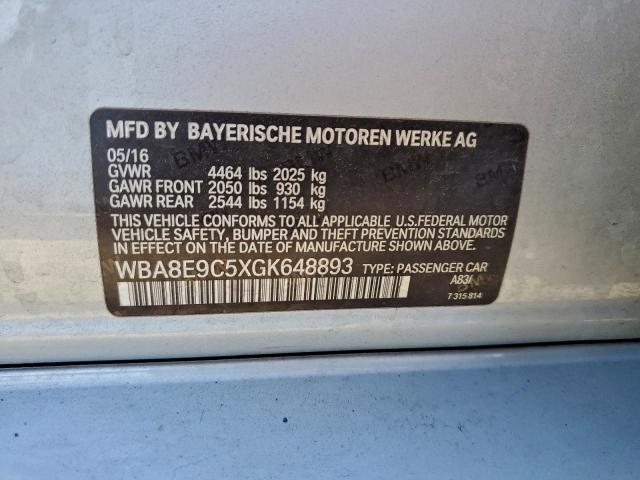 MFD BY BAYERISCHE MOTOREN WERKE AG
05/16
GVWR 4464 lbs 2025 kg
GAWR FRONT 2050 lbs 930 kg
GAWR REAR 2544 lbs 1154 kg
THIS VEHICLE CONFORMS TO ALL APPLICABLE U.S.FEDERAL MOTOR
VEHICLE SAFETY, BUMPER AND THEFT PREVENTION STANDARDS
IN EFFECT ON THE DATE OF MANUFACTURE SHOWN ABOVE.
WBA8E9C5XGK648893 TYPE: PASSENGER CAR
A83/
7 315 814